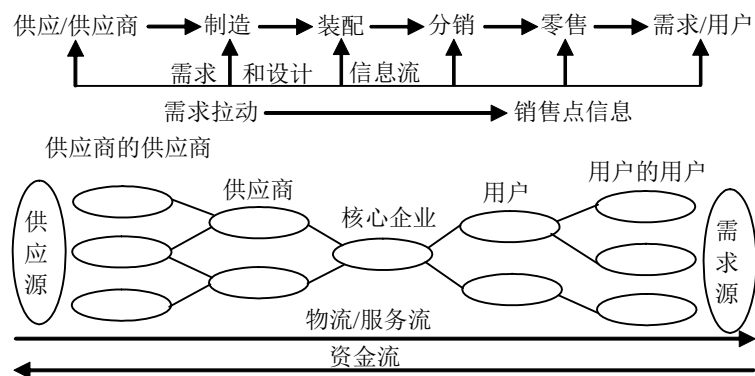 供应/供应商 制造 装配 分销 零售 需求/用户
需求 和设计 信息流
需求拉动 销售点信息
供应商的供应商
供应商
核心企业
用户
用户的用户
供应源
需求源
物流/服务流
资金流